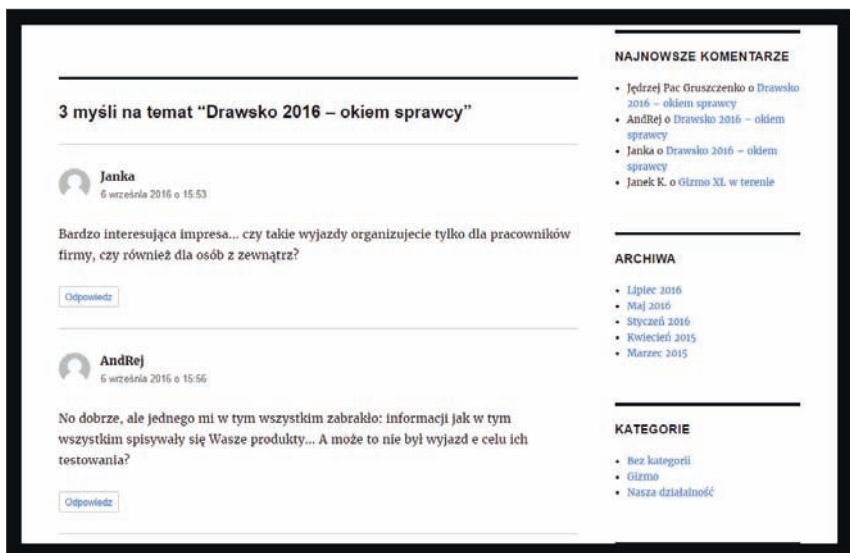 3 myśli na temat “Drawsko 2016 – okiem sprawcy”
Janka
6 września 2016 o 15:53
Bardzo interesująca impresa... czy takie wyjazdy organizujecie tylko dla pracowników
firmy, czy również dla osób z zewnątrz?
Odpowiedz
AndRej
6 września 2016 o 15:56
No dobrze, ale jednego mi w tym wszystkim zabrakło: informacji jak w tym
wszystkim spisywały się Wasze produkty... A może to nie był wyjazd e celu ich
testowania?
Odpowiedz
NAJNOWSZE KOMENTARZE
• Jędrzej Pac Gruszczenko o Drawsko
2016 – okiem sprawcy
• AndRej o Drawsko 2016 – okiem
sprawcy
• Janka o Drawsko 2016 – okiem
sprawcy
• Janek K. o Gizmo XL w terenie
ARCHIWA
• Lipiec 2016
• Maj 2016
• Styczeń 2016
• Kwiecień 2015
• Marzec 2015
KATEGORIE
• Bez kategorii
• Gizmo
• Nasza działalność